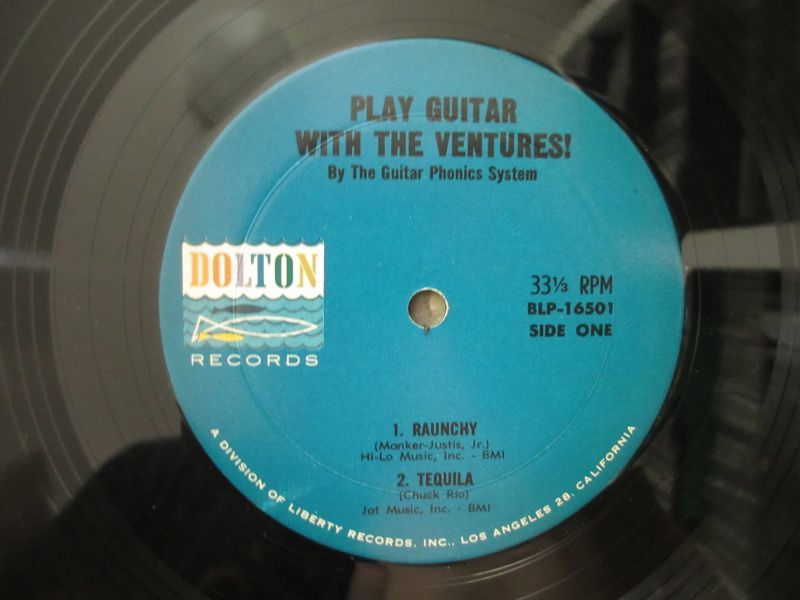 PLAY GUITAR
WITH THE VENTURES!
By The Guitar Phonics System
DOLTON
RECORDS
33⅓ RPM
BLP-16501
SIDE ONE
1. RAUNCHY
(Manker-Justis, Jr.)
Hi-Lo Music, Inc. - BMI
2. TEQUILA
(Chuck Rio)
Jat Music, Inc. - BMI
A DIVISION OF LIBERTY RECORDS, INC., LOS ANGELES 28, CALIFORNIA